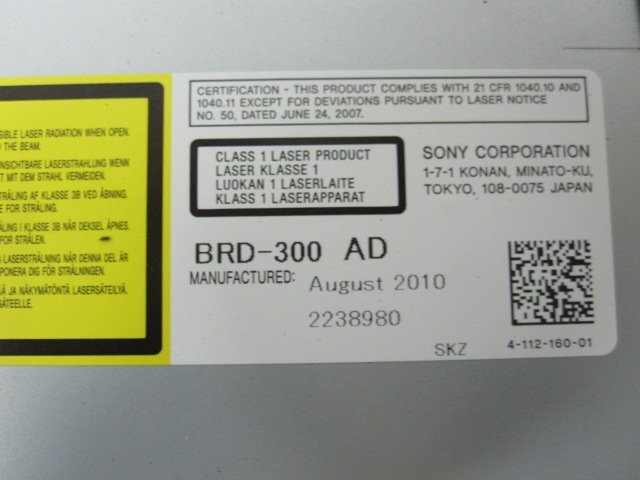 SIBLE LASER RADIATION WHEN OPEN.
THE BEAM.
NSICHTBARE LASERSTRAHLUNG WENN
T MIT DEM STRAHL VERMEIDEN.
TRÅLING AF KLASSE 3B VED ÅBNING.
E FOR STRÅLING.
LING I KLASSE 3B NÅR DEKSEL ÅPNES.
FOR STRÅLEN.
LASERSTRÅLNING NÄR DENNA DEL ÄR
PONERA DIG FÖR STRÅLNINGEN.
Ä JA NÄKYMÄTÖNTÄ LASERSÄTEILYÄ.
SÄTEELLE.
CERTIFICATION - THIS PRODUCT COMPLIES WITH 21 CFR 1040.10 AND
1040.11 EXCEPT FOR DEVIATIONS PURSUANT TO LASER NOTICE
NO. 50, DATED JUNE 24, 2007.
CLASS 1 LASER PRODUCT
LASER KLASSE 1
LUOKAN 1 LASERLAITE
KLASS 1 LASERAPPARAT
SONY CORPORATION
1-7-1 KONAN, MINATO-KU,
TOKYO, 108-0075 JAPAN
BRD-300 AD
MANUFACTURED: August 2010
2238980
SKZ
4-112-160-01